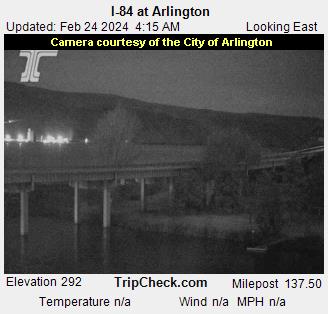 I-84 at Arlington
Updated: Feb 24 2024 4:15 AM Looking East
Camera courtesy of the City of Arlington
Elevation 292 TripCheck.com Milepost 137.50
Temperature n/a Wind n/a MPH n/a